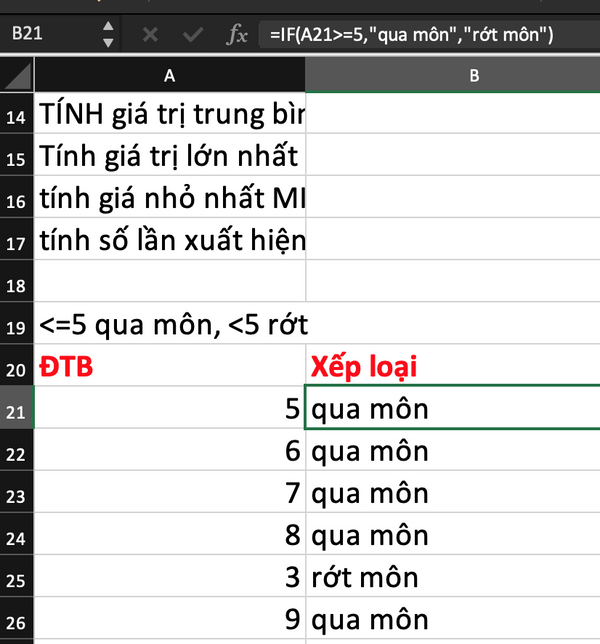 B21 fx =IF(A21>=5,"qua môn","rớt môn")
A B
14 TÍNH giá trị trung bìn
15 Tính giá trị lớn nhất
16 tính giá nhỏ nhất MI
17 tính số lần xuất hiện
18
19 <=5 qua môn, <5 rớt
20 ĐTB Xếp loại
21 5 qua môn
22 6 qua môn
23 7 qua môn
24 8 qua môn
25 3 rớt môn
26 9 qua môn